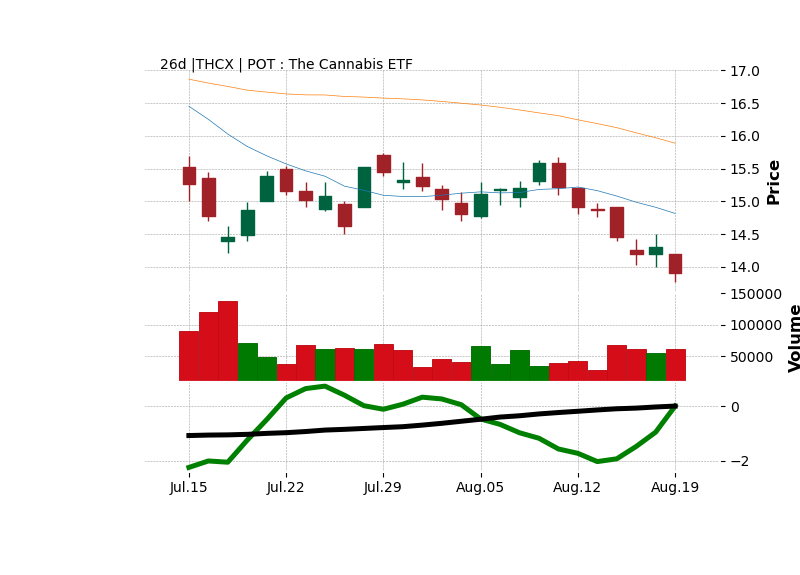 26d |THCX | POT : The Cannabis ETF
17.0
16.5
16.0
15.5
15.0
14.5
14.0
Price
150000
100000
50000
Volume
0
−2
Jul.15
Jul.22
Jul.29
Aug.05
Aug.12
Aug.19